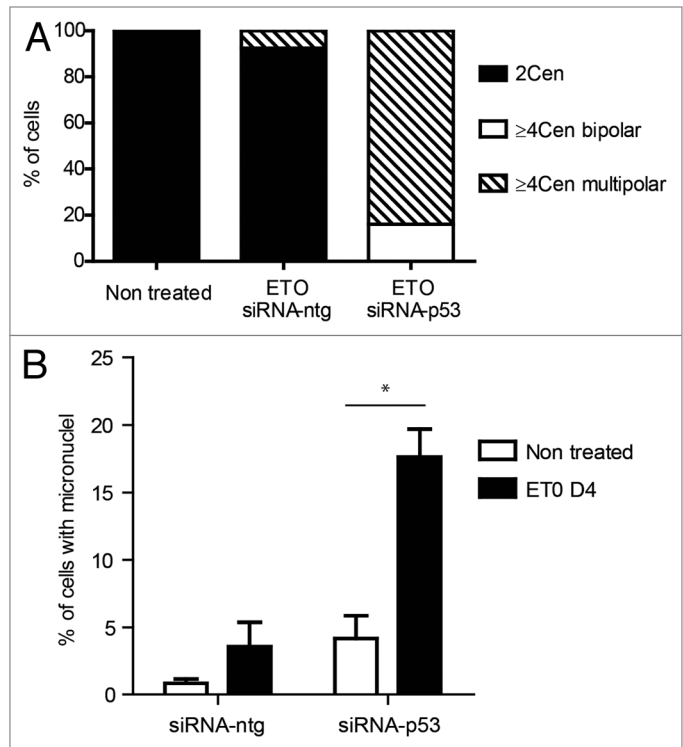 A
100
80
60
40
20
0
% of cells
Non treated
ETO
siRNA-ntg
ETO
siRNA-p53
2Cen
≥4Cen bipolar
≥4Cen multipolar
B
25
20
15
10
5
0
% of cells with micronuclel
*
siRNA-ntg
siRNA-p53
Non treated
ET0 D4